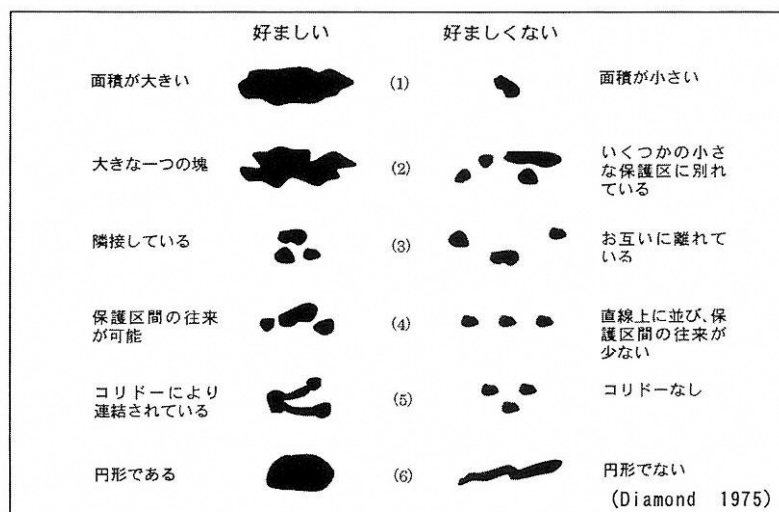 好ましい 好ましくない
面積が大きい (1) 面積が小さい
大きな一つの塊 (2) いくつかの小さ
な保護区に別れ
ている
隣接している (3) お互いに離れて
いる
保護区間の往来
が可能 (4) 直線上に並び、保
護区間の往来が
少ない
コリドーにより
連結されている (5) コリドーなし
円形である (6) 円形でない
(Diamond 1975)